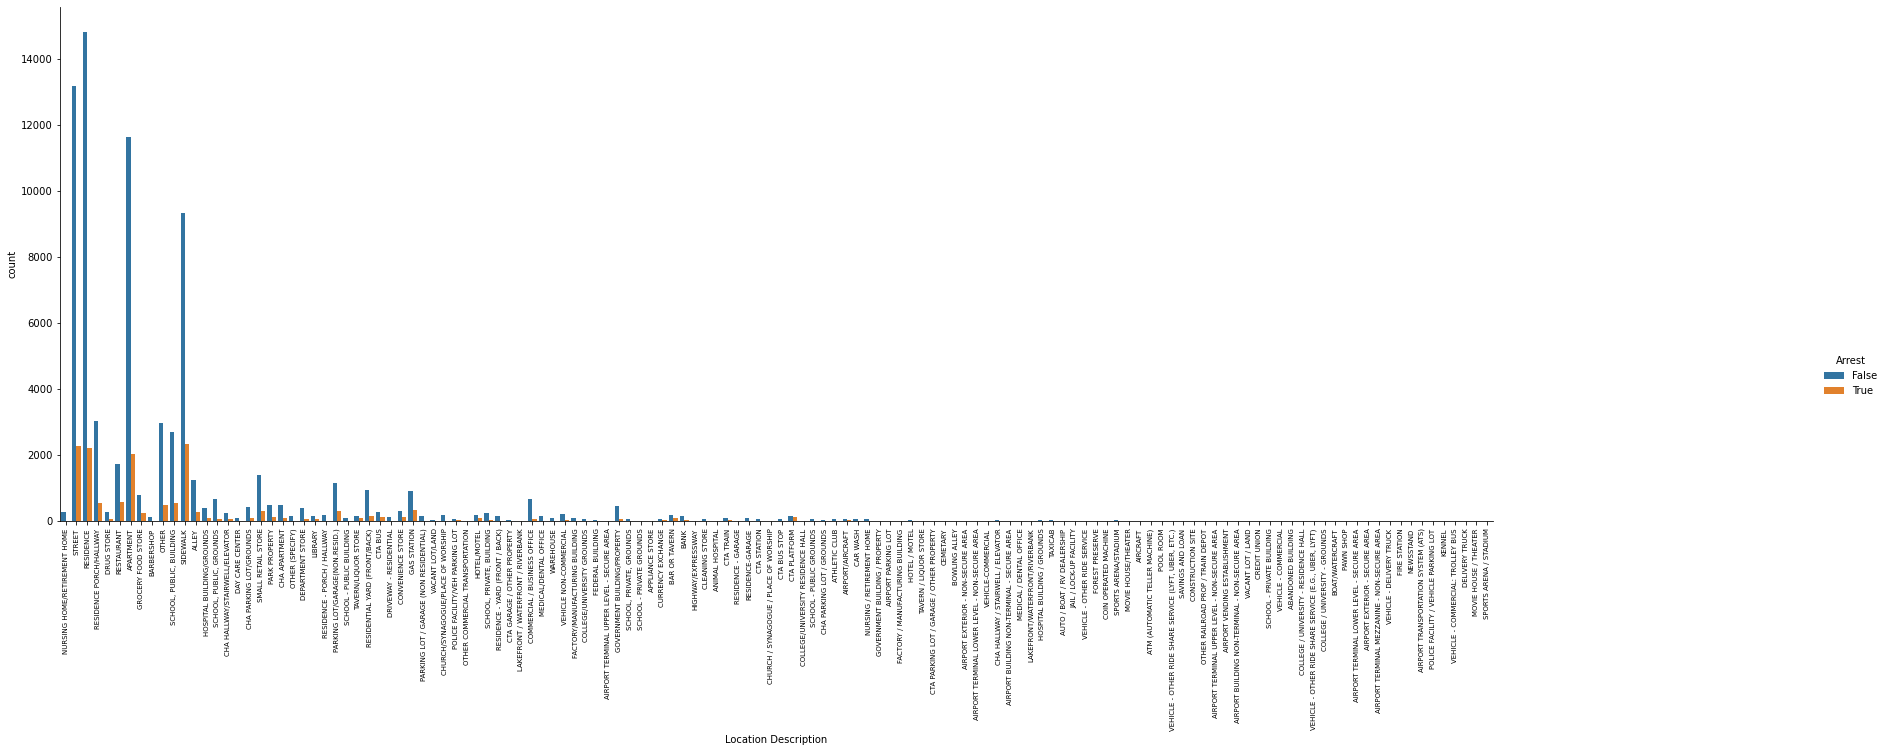 14000
12000
10000
8000
6000
4000
2000
0
count
NURSING HOME/RETIREMENT HOME
STREET
RESIDENCE
RESIDENCE PORCH/HALLWAY
DRUG STORE
RESTAURANT
APARTMENT
GROCERY FOOD STORE
BARBERSHOP
OTHER
SCHOOL, PUBLIC, BUILDING
SIDEWALK
ALLEY
HOSPITAL BUILDING/GROUNDS
SCHOOL, PUBLIC, GROUNDS
CHA HALLWAY/STAIRWELL/ELEVATOR
DAY CARE CENTER
CHA PARKING LOT/GROUNDS
SMALL RETAIL STORE
PARK PROPERTY
CHA APARTMENT
OTHER (SPECIFY)
DEPARTMENT STORE
LIBRARY
RESIDENCE - PORCH / HALLWAY
PARKING LOT/GARAGE(NON.RESID.)
SCHOOL - PUBLIC BUILDING
TAVERN/LIQUOR STORE
RESIDENTIAL YARD (FRONT/BACK)
CTA BUS
DRIVEWAY - RESIDENTIAL
CONVENIENCE STORE
GAS STATION
PARKING LOT / GARAGE (NON RESIDENTIAL)
VACANT LOT/LAND
CHURCH/SYNAGOGUE/PLACE OF WORSHIP
POLICE FACILITY/VEH PARKING LOT
OTHER COMMERCIAL TRANSPORTATION
HOTEL/MOTEL
SCHOOL, PRIVATE, BUILDING
RESIDENCE - YARD (FRONT / BACK)
CTA GARAGE / OTHER PROPERTY
LAKEFRONT / WATERFRONT / RIVERBANK
COMMERCIAL / BUSINESS OFFICE
MEDICAL/DENTAL OFFICE
WAREHOUSE
VEHICLE NON-COMMERCIAL
FACTORY/MANUFACTURING BUILDING
COLLEGE/UNIVERSITY GROUNDS
FEDERAL BUILDING
AIRPORT TERMINAL UPPER LEVEL - SECURE AREA
GOVERNMENT BUILDING/PROPERTY
SCHOOL, PRIVATE, GROUNDS
SCHOOL - PRIVATE GROUNDS
APPLIANCE STORE
CURRENCY EXCHANGE
BAR OR TAVERN
BANK
HIGHWAY/EXPRESSWAY
CLEANING STORE
ANIMAL HOSPITAL
CTA TRAIN
RESIDENCE - GARAGE
RESIDENCE-GARAGE
CTA STATION
CHURCH / SYNAGOGUE / PLACE OF WORSHIP
CTA BUS STOP
CTA PLATFORM
COLLEGE/UNIVERSITY RESIDENCE HALL
SCHOOL - PUBLIC GROUNDS
CHA PARKING LOT / GROUNDS
ATHLETIC CLUB
AIRPORT/AIRCRAFT
CAR WASH
NURSING / RETIREMENT HOME
GOVERNMENT BUILDING / PROPERTY
AIRPORT PARKING LOT
FACTORY / MANUFACTURING BUILDING
HOTEL / MOTEL
TAVERN / LIQUOR STORE
CTA PARKING LOT / GARAGE / OTHER PROPERTY
CEMETARY
BOWLING ALLEY
AIRPORT EXTERIOR - NON-SECURE AREA
AIRPORT TERMINAL LOWER LEVEL - NON-SECURE AREA
VEHICLE-COMMERCIAL
CHA HALLWAY / STAIRWELL / ELEVATOR
AIRPORT BUILDING NON-TERMINAL - SECURE AREA
MEDICAL / DENTAL OFFICE
LAKEFRONT/WATERFRONT/RIVERBANK
HOSPITAL BUILDING / GROUNDS
TAXICAB
AUTO / BOAT / RV DEALERSHIP
JAIL / LOCK-UP FACILITY
VEHICLE - OTHER RIDE SERVICE
FOREST PRESERVE
COIN OPERATED MACHINE
SPORTS ARENA/STADIUM
MOVIE HOUSE/THEATER
AIRCRAFT
ATM (AUTOMATIC TELLER MACHINE)
POOL ROOM
VEHICLE - OTHER RIDE SHARE SERVICE (LYFT, UBER, ETC.)
SAVINGS AND LOAN
CONSTRUCTION SITE
OTHER RAILROAD PROP / TRAIN DEPOT
AIRPORT TERMINAL UPPER LEVEL - NON-SECURE AREA
AIRPORT VENDING ESTABLISHMENT
AIRPORT BUILDING NON-TERMINAL - NON-SECURE AREA
VACANT LOT / LAND
CREDIT UNION
SCHOOL - PRIVATE BUILDING
VEHICLE - COMMERCIAL
ABANDONED BUILDING
COLLEGE / UNIVERSITY - RESIDENCE HALL
VEHICLE - OTHER RIDE SHARE SERVICE (E.G., UBER, LYFT)
COLLEGE / UNIVERSITY - GROUNDS
BOAT/WATERCRAFT
PAWN SHOP
AIRPORT TERMINAL LOWER LEVEL - SECURE AREA
AIRPORT EXTERIOR - SECURE AREA
AIRPORT TERMINAL MEZZANINE - NON-SECURE AREA
VEHICLE - DELIVERY TRUCK
FIRE STATION
NEWSSTAND
AIRPORT TRANSPORTATION SYSTEM (ATS)
POLICE FACILITY / VEHICLE PARKING LOT
KENNEL
VEHICLE - COMMERCIAL: TROLLEY BUS
DELIVERY TRUCK
MOVIE HOUSE / THEATER
SPORTS ARENA / STADIUM
Location Description
Arrest
False
True